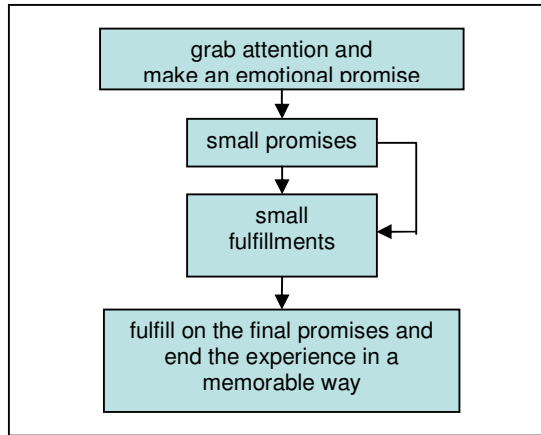 grab attention and
make an emotional promise
small promises
small
fulfillments
fulfill on the final promises and
end the experience in a
memorable way